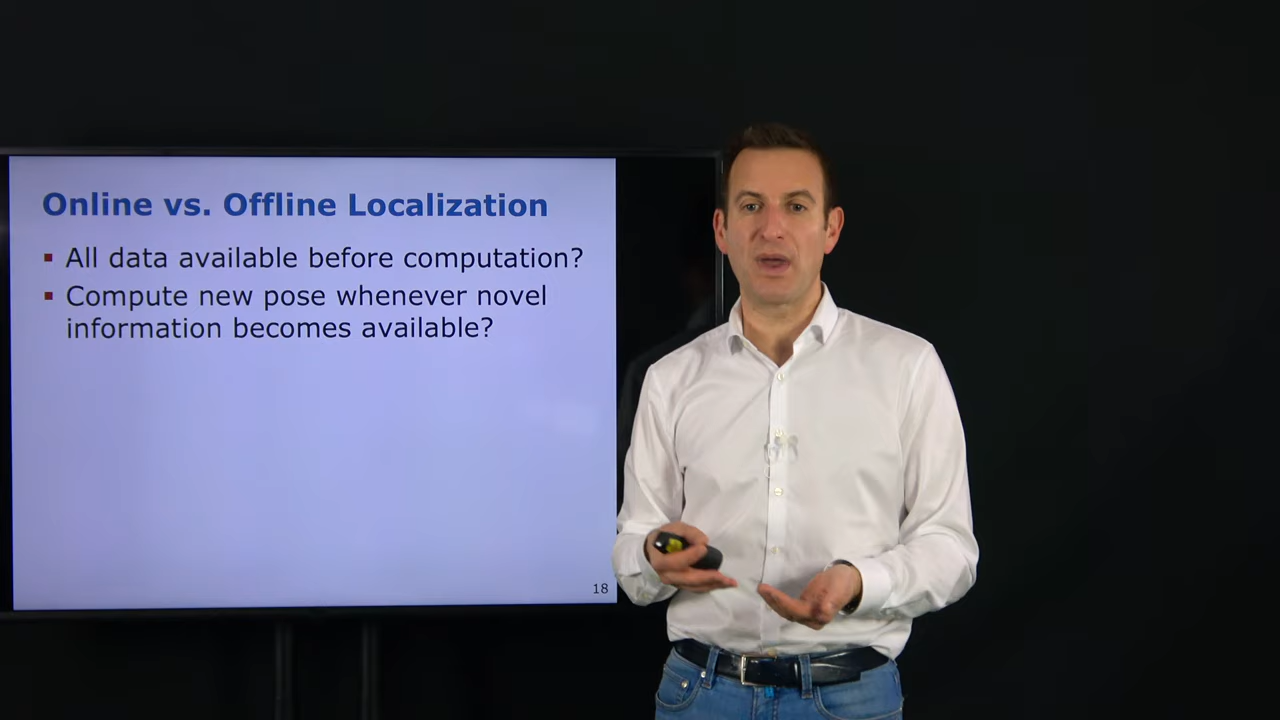 Online vs. Offline Localization
▪ All data available before computation?
▪ Compute new pose whenever novel
information becomes available?
18